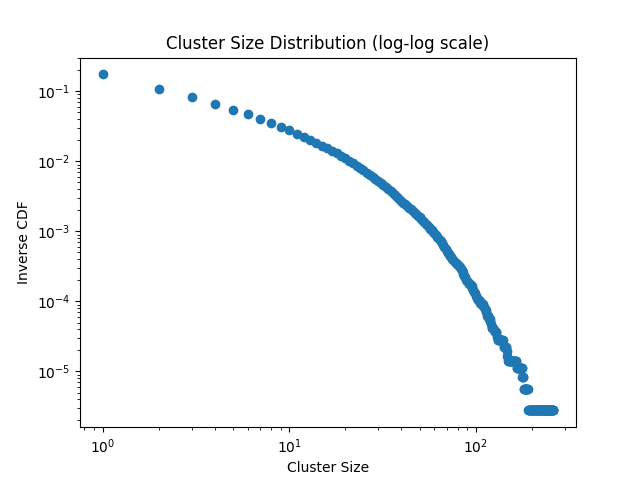 Cluster Size Distribution (log-log scale)
Inverse CDF
10⁻¹
10⁻²
10⁻³
10⁻⁴
10⁻⁵
10⁰ 10¹ 10²
Cluster Size